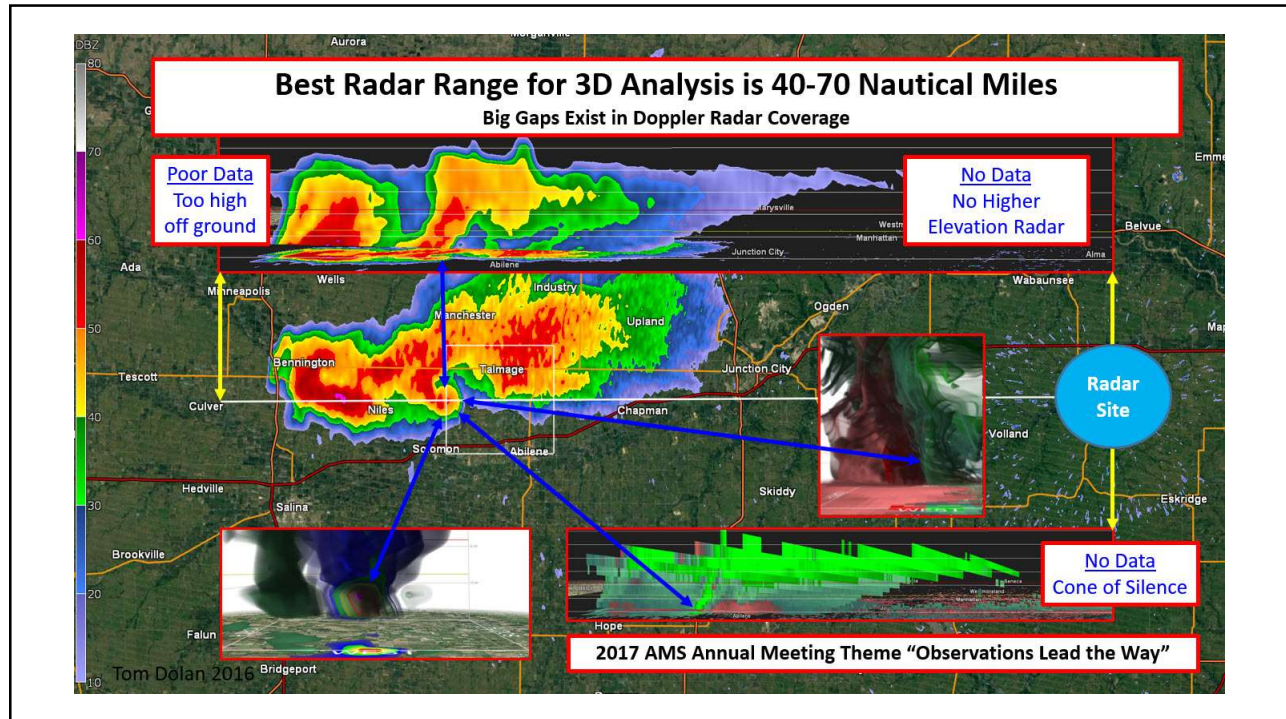 Aurora
DBZ
80
Best Radar Range for 3D Analysis is 40-70 Nautical Miles
Big Gaps Exist in Doppler Radar Coverage
70
Emme
Poor Data
Too high
off ground
No Data
No Higher
Elevation Radar
Marysville
Manhattan
Belvue
60
Junction City
Alma
Abilene
Ada
Wells
Minneapolis
Industry
Wabaunsee
Ogden
50
Manchester
Upland
Bennington
Talmage
Junction City
Tescott
Radar
Site
Culver
Niles
Chapman
40
Volland
Solomon
Abilene
Hedville
Skiddy
Eskridge
Salina
30
WEST
Brookville
No Data
Cone of Silence
20
Hope
Falun
2017 AMS Annual Meeting Theme “Observations Lead the Way”
Bridgeport
Tom Dolan 2016
10